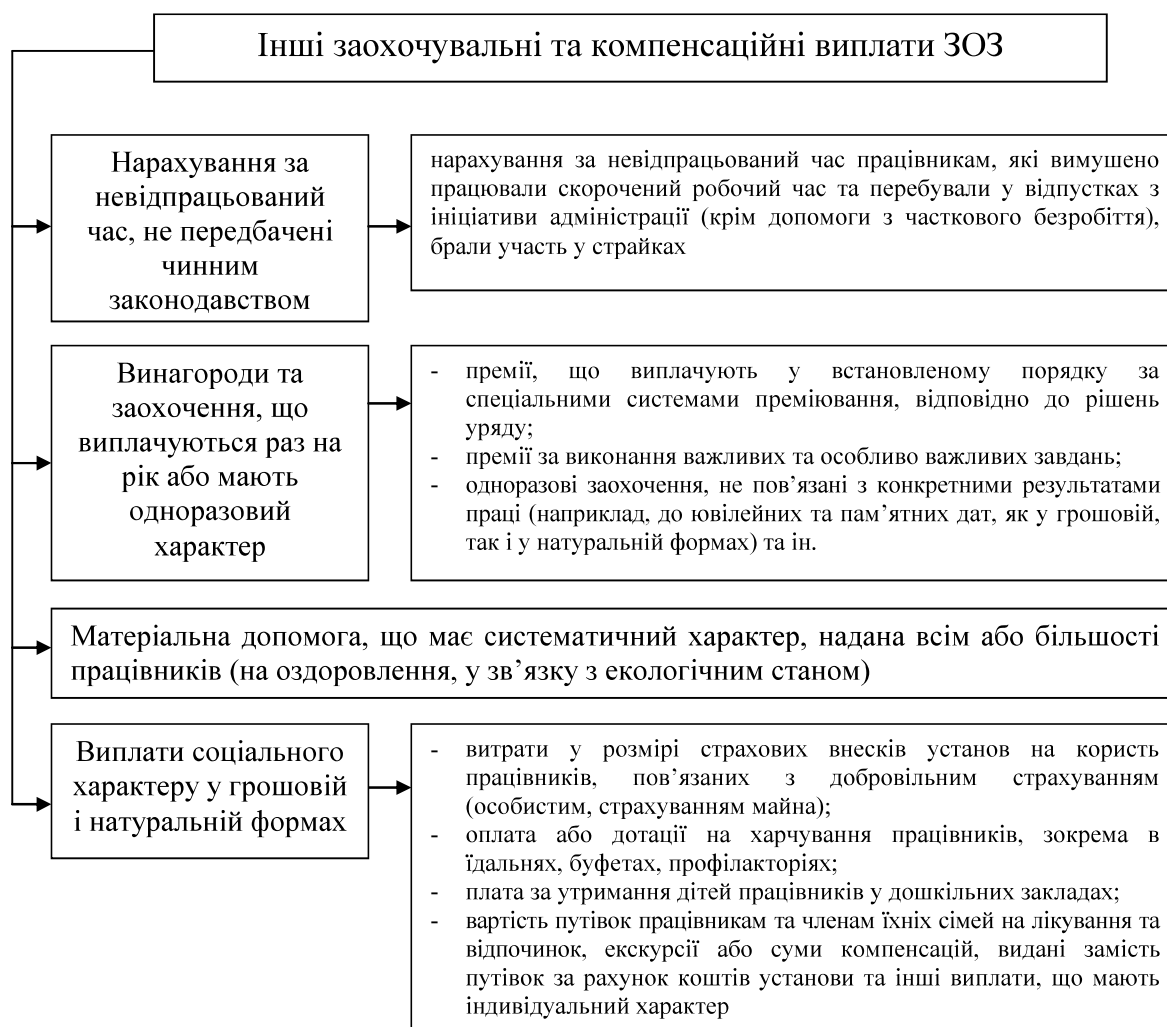 Інші заохочувальні та компенсаційні виплати ЗОЗ
Нарахування за
невідпрацьований
час, не передбачені
чинним
законодавством
нарахування за невідпрацьований час працівникам, які вимушено
працювали скорочений робочий час та перебували у відпустках з
ініціативи адміністрації (крім допомоги з часткового безробіття),
брали участь у страйках
Винагороди та
заохочення, що
виплачуються раз на
рік або мають
одноразовий
характер
- премії, що виплачують у встановленому порядку за
спеціальними системами преміювання, відповідно до рішень
уряду;
- премії за виконання важливих та особливо важливих завдань;
- одноразові заохочення, не пов’язані з конкретними результатами
праці (наприклад, до ювілейних та пам’ятних дат, як у грошовій,
так і у натуральній формах) та ін.
Матеріальна допомога, що має систематичний характер, надана всім або більшості
працівників (на оздоровлення, у зв’язку з екологічним станом)
Виплати соціального
характеру у грошовій
і натуральній формах
- витрати у розмірі страхових внесків установ на користь
працівників, пов’язаних з добровільним страхуванням
(особистим, страхуванням майна);
- оплата або дотації на харчування працівників, зокрема в
їдальнях, буфетах, профілакторіях;
- плата за утримання дітей працівників у дошкільних закладах;
- вартість путівок працівникам та членам їхніх сімей на лікування та
відпочинок, екскурсії або суми компенсацій, видані замість
путівок за рахунок коштів установи та інші виплати, що мають
індивідуальний характер